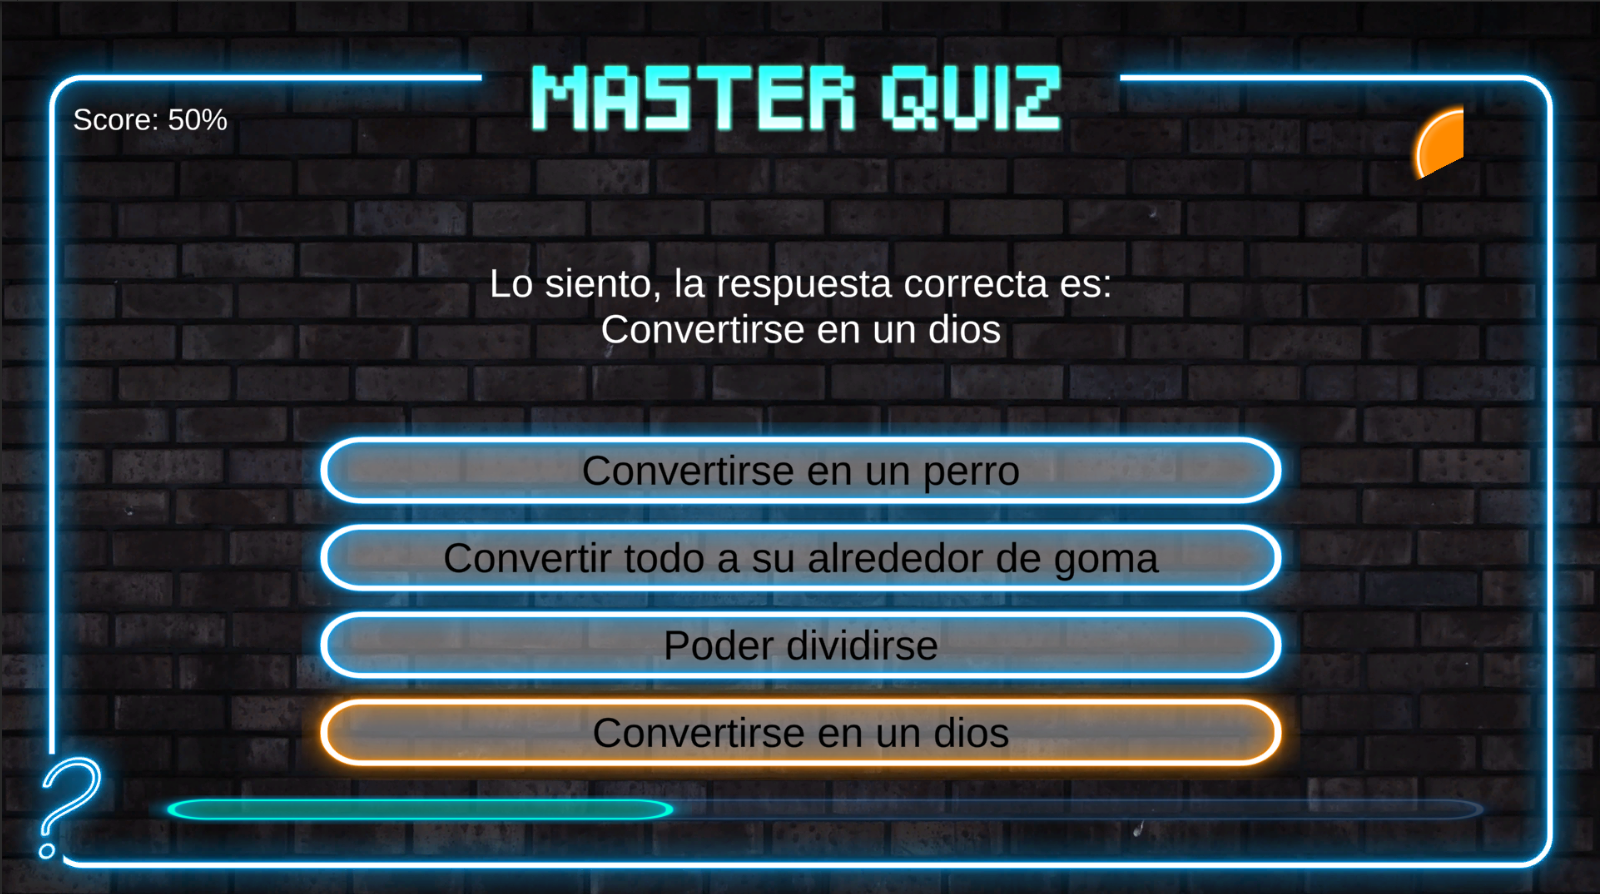 MASTER QUIZ
Score: 50%
Lo siento, la respuesta correcta es:
Convertirse en un dios
Convertirse en un perro
Convertir todo a su alrededor de goma
Poder dividirse
Convertirse en un dios
?